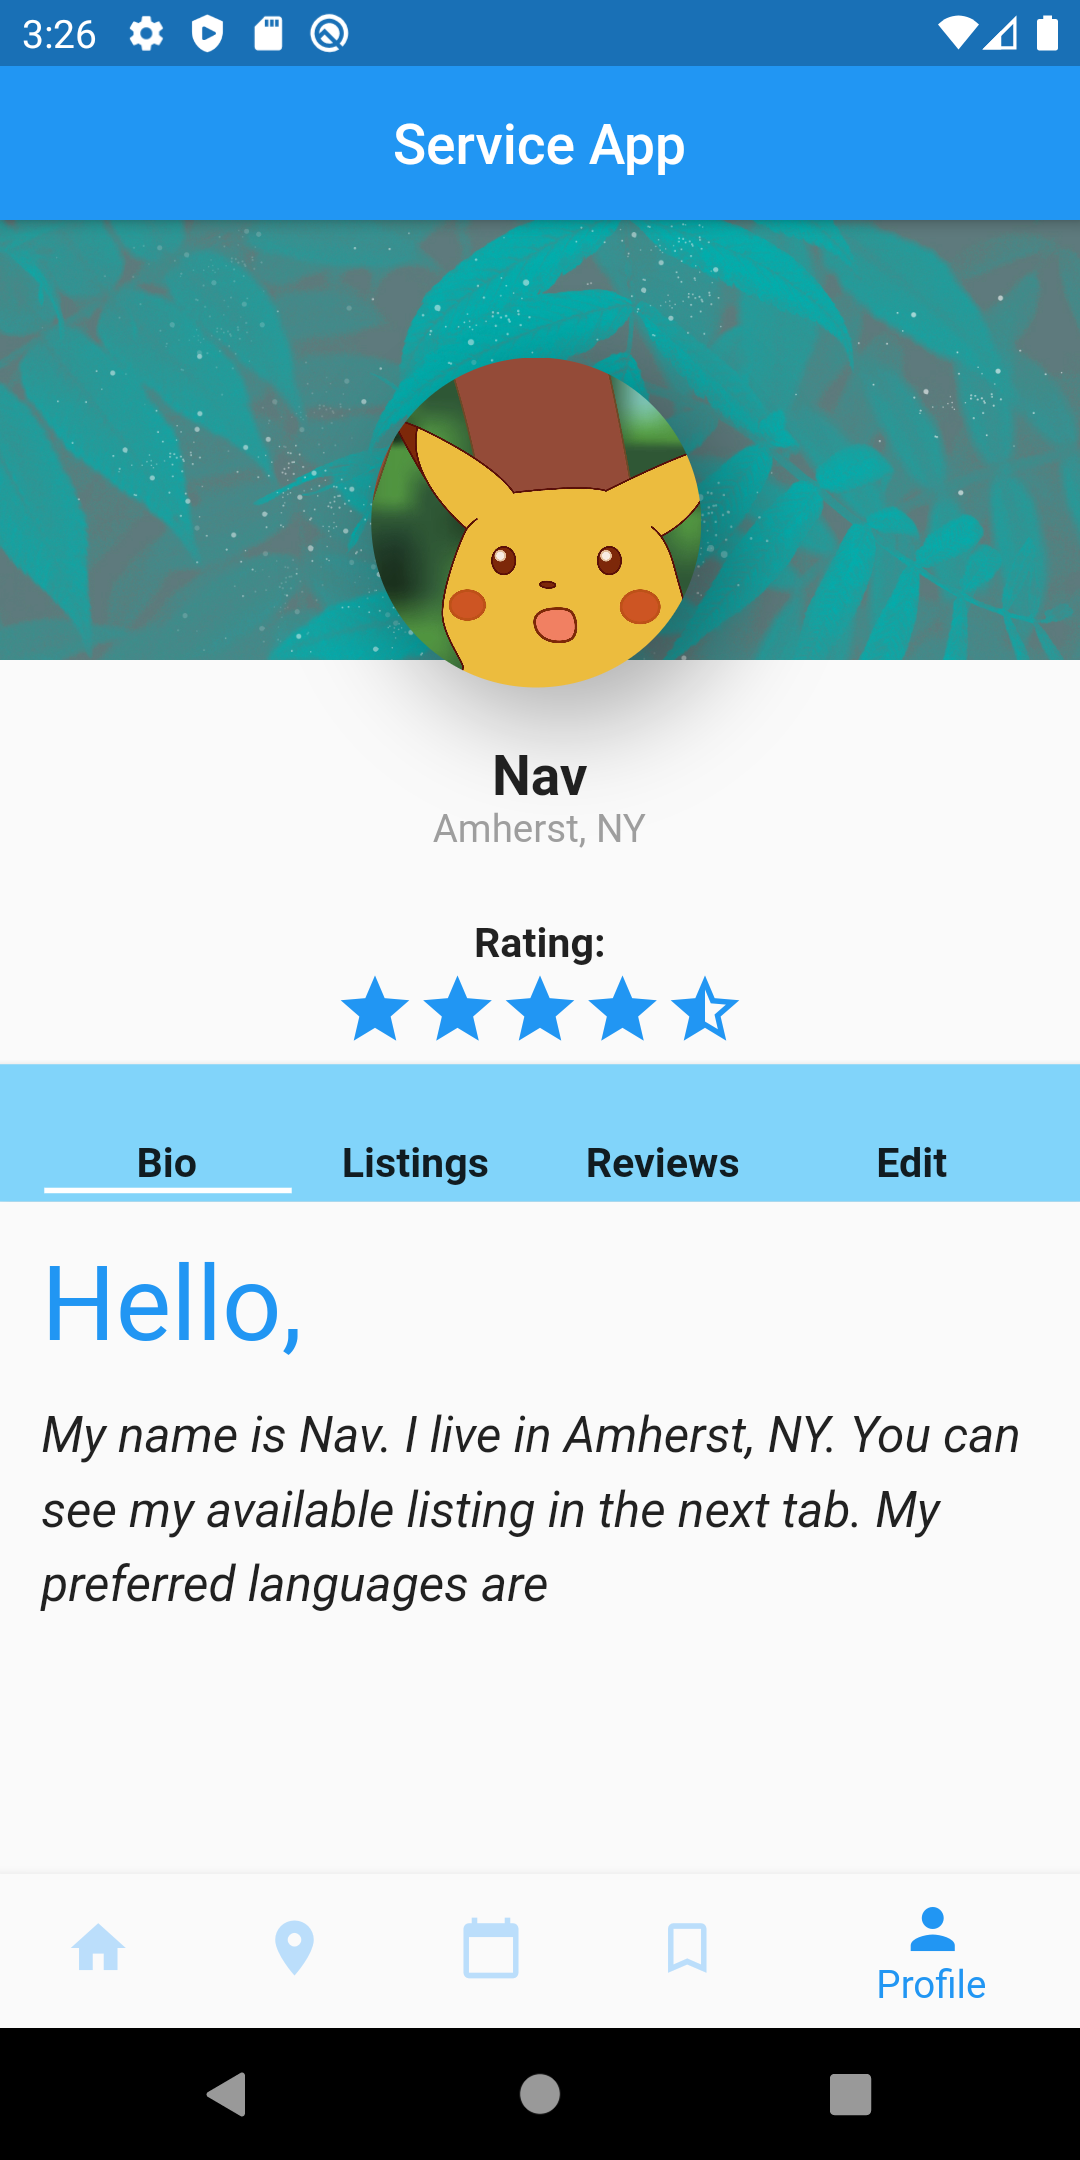 3:26
Service App
Nav
Amherst, NY
Rating:
Bio Listings Reviews Edit
Hello,
My name is Nav. I live in Amherst, NY. You can
see my available listing in the next tab. My
preferred languages are
Profile